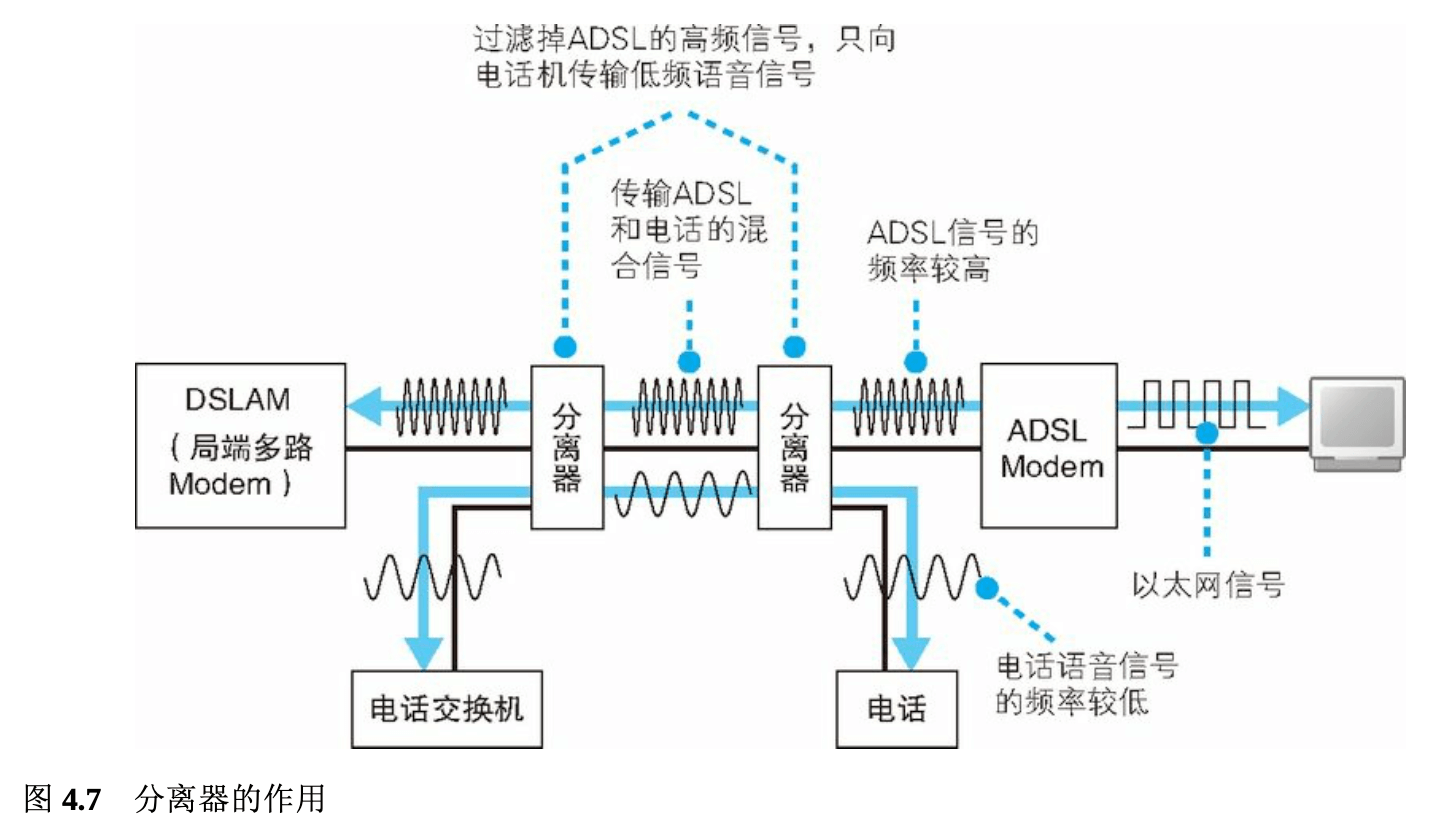 过滤掉ADSL的高频信号，只向
电话机传输低频语音信号
传输ADSL
和电话的混
合信号
ADSL信号的
频率较高
DSLAM
（局端多路
Modem）
分离器
分离器
ADSL
Modem
以太网信号
电话语音信号
的频率较低
电话交换机
电话
图 4.7 分离器的作用